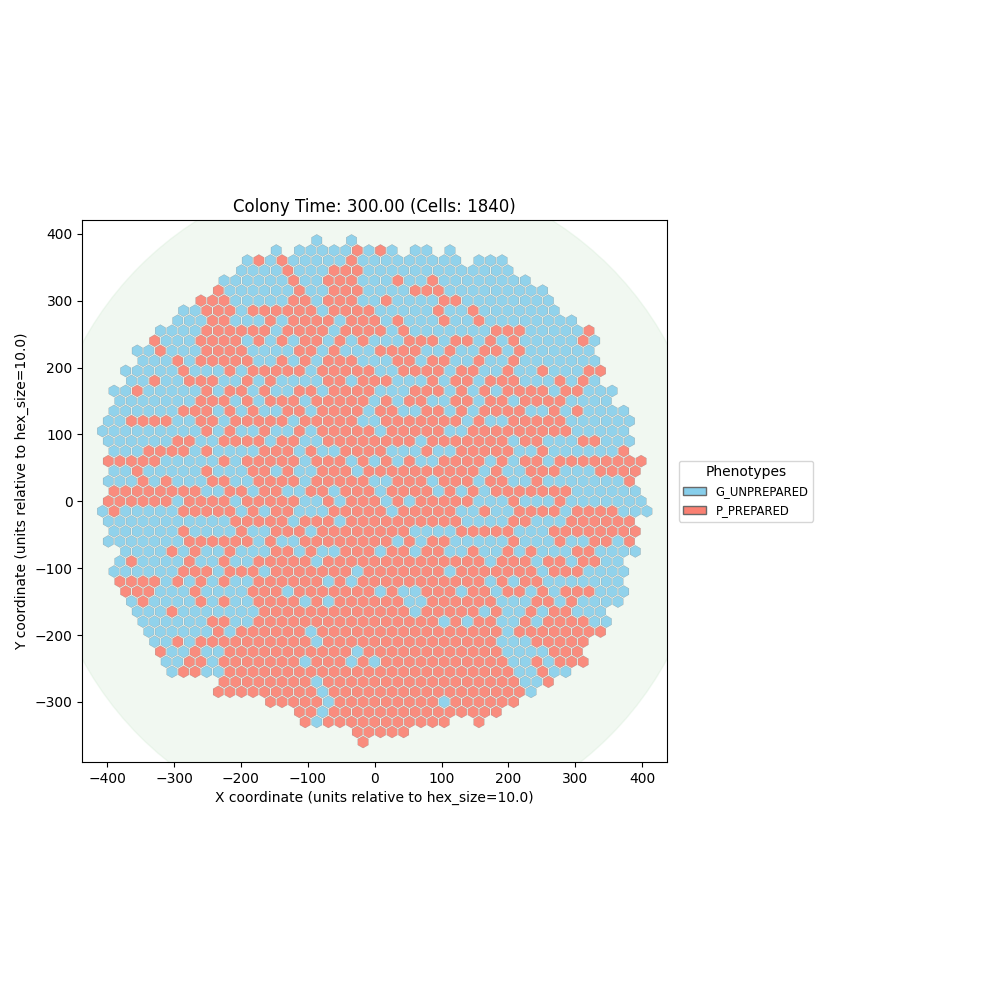 Colony Time: 300.00 (Cells: 1840)
400
300
200
100
0
−100
−200
−300
−400
−300
−200
−100
0
100
200
300
400
X coordinate (units relative to hex_size=10.0)
Y coordinate (units relative to hex_size=10.0)
Phenotypes
G_UNPREPARED
P_PREPARED